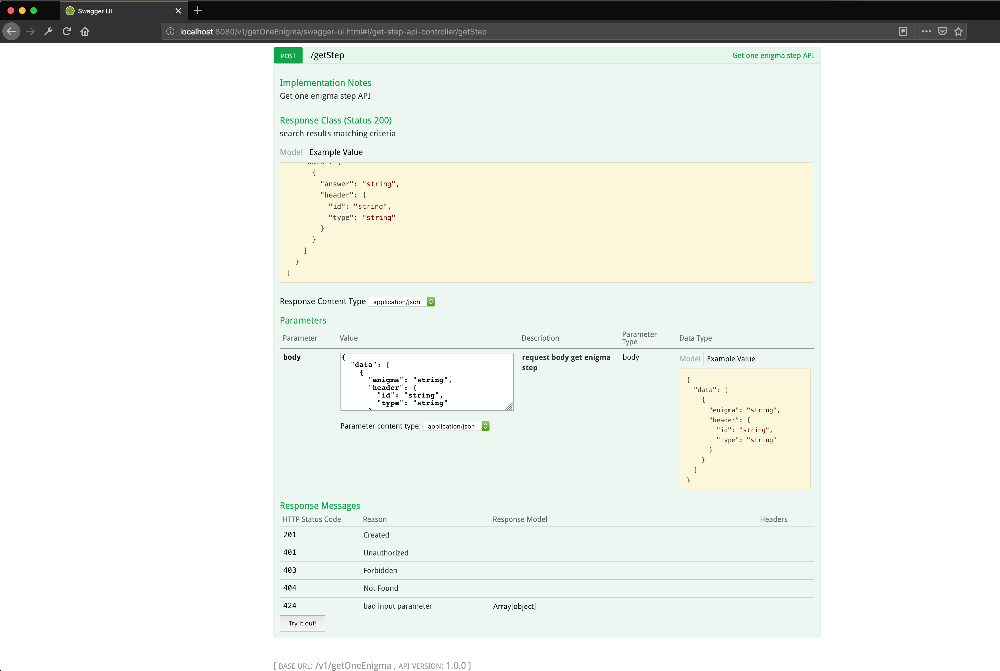 Swagger UI
localhost:8080/v1/getOneEnigma/swagger-ui.html#!/get-step-api-controller/getStep
POST /getStep Get one enigma step API
Implementation Notes
Get one enigma step API
Response Class (Status 200)
search results matching criteria
Model Example Value
"data": [
{
"answer": "string",
"header": {
"id": "string",
"type": "string"
}
}
]
}
]
Response Content Type application/json
Parameters
Parameter Value Description Parameter Type Data Type
body
{
"data": [
{
"enigma": "string",
"header": {
"id": "string",
"type": "string"
}
Parameter content type: application/json
request body get enigma
step
body
Model Example Value
{
"data": [
{
"enigma": "string",
"header": {
"id": "string",
"type": "string"
}
}
]
}
Response Messages
HTTP Status Code Reason Response Model Headers
201 Created
401 Unauthorized
403 Forbidden
404 Not Found
424 bad input parameter Array[object]
Try it out!
[ BASE URL: /v1/getOneEnigma , API VERSION: 1.0.0 ]